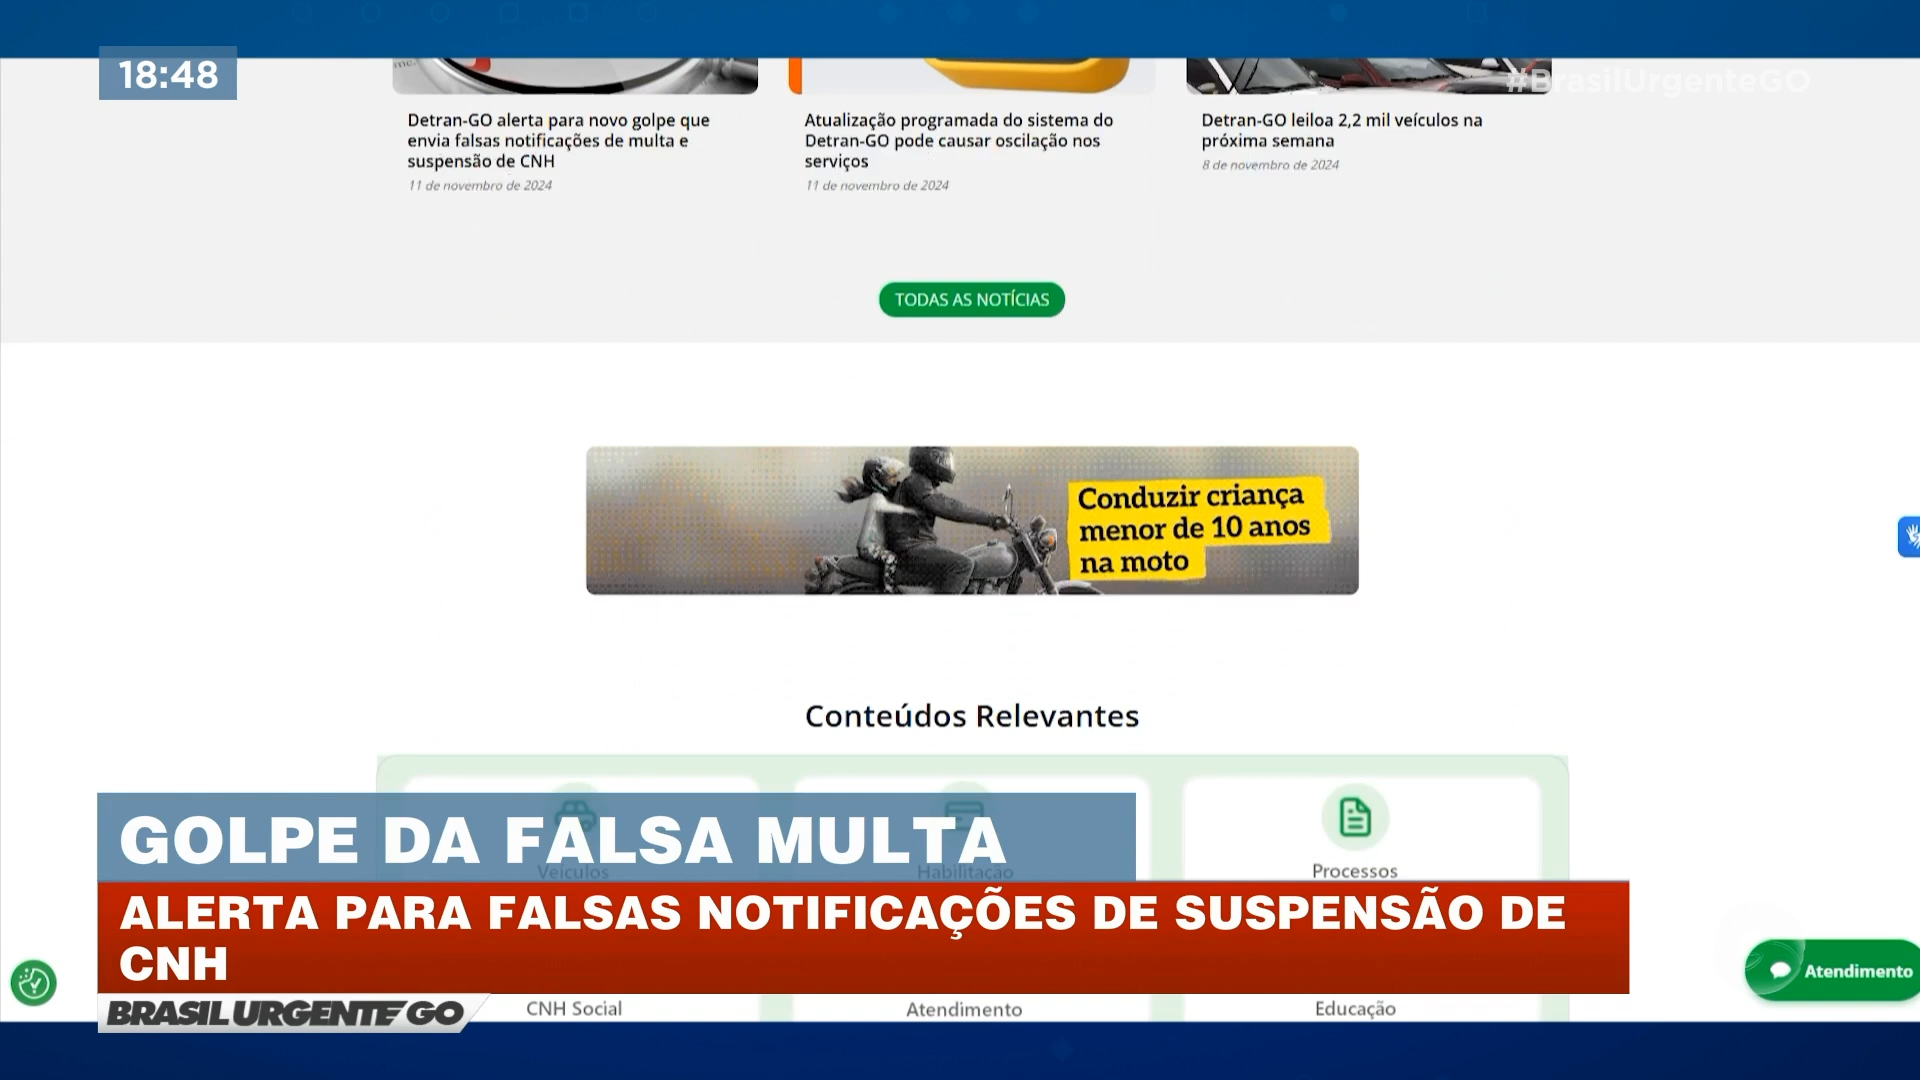 18:48
#BrasilUrgenteGO
me.
Detran-GO alerta para novo golpe que
envia falsas notificações de multa e
suspensão de CNH
11 de novembro de 2024
Atualização programada do sistema do
Detran-GO pode causar oscilação nos
serviços
11 de novembro de 2024
Detran-GO leiloa 2,2 mil veículos na
próxima semana
8 de novembro de 2024
TODAS AS NOTÍCIAS
Conduzir criança
menor de 10 anos
na moto
Conteúdos Relevantes
Veículos
Habilitação
Processos
GOLPE DA FALSA MULTA
ALERTA PARA FALSAS NOTIFICAÇÕES DE SUSPENSÃO DE
CNH
BRASIL URGENTE GO
CNH Social
Atendimento
Educação
Atendimento